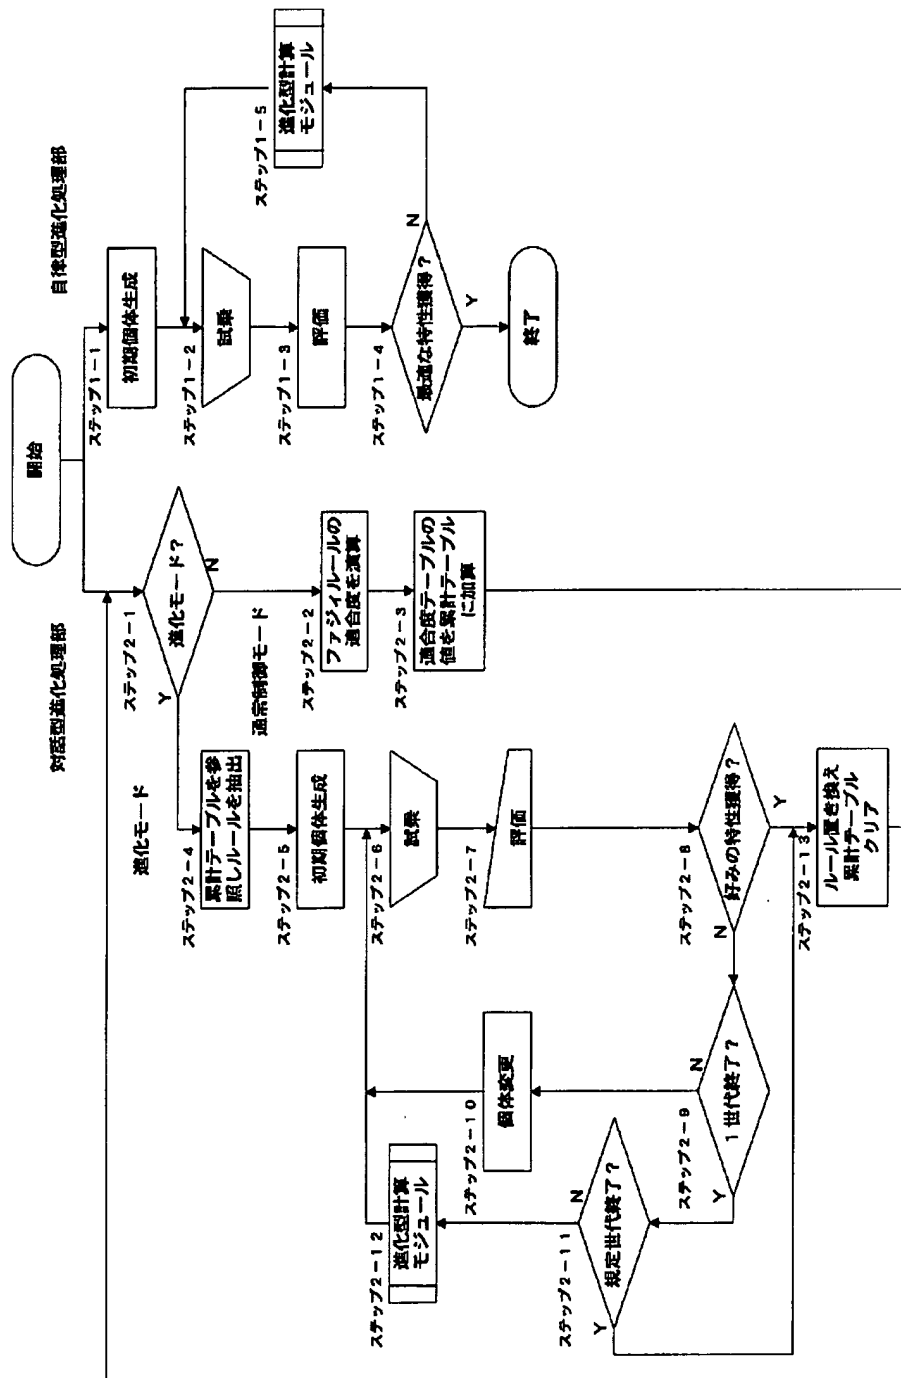 開始
対話型進化処理部
自律型進化処理部
ステップ1-1
初期個体生成
ステップ1-2
試乗
ステップ1-3
評価
ステップ1-4
最適な特性獲得?
N
Y
ステップ1-5
進化型計算
モジュール
終了
ステップ2-1
進化モード?
Y
N
進化モード
通常制御モード
ステップ2-2
ファジィルールの
適合度を演算
ステップ2-3
適合度テーブルの
値を累計テーブル
に加算
ステップ2-4
累計テーブルを参
照しルールを抽出
ステップ2-5
初期個体生成
ステップ2-6
試乗
ステップ2-7
評価
ステップ2-8
好みの特性獲得?
N
Y
ステップ2-9
1世代終了?
N
Y
ステップ2-10
個体変更
ステップ2-11
規定世代終了?
N
Y
ステップ2-12
進化型計算
モジュール
ステップ2-13
ルール置き換え
累計テーブル
クリア